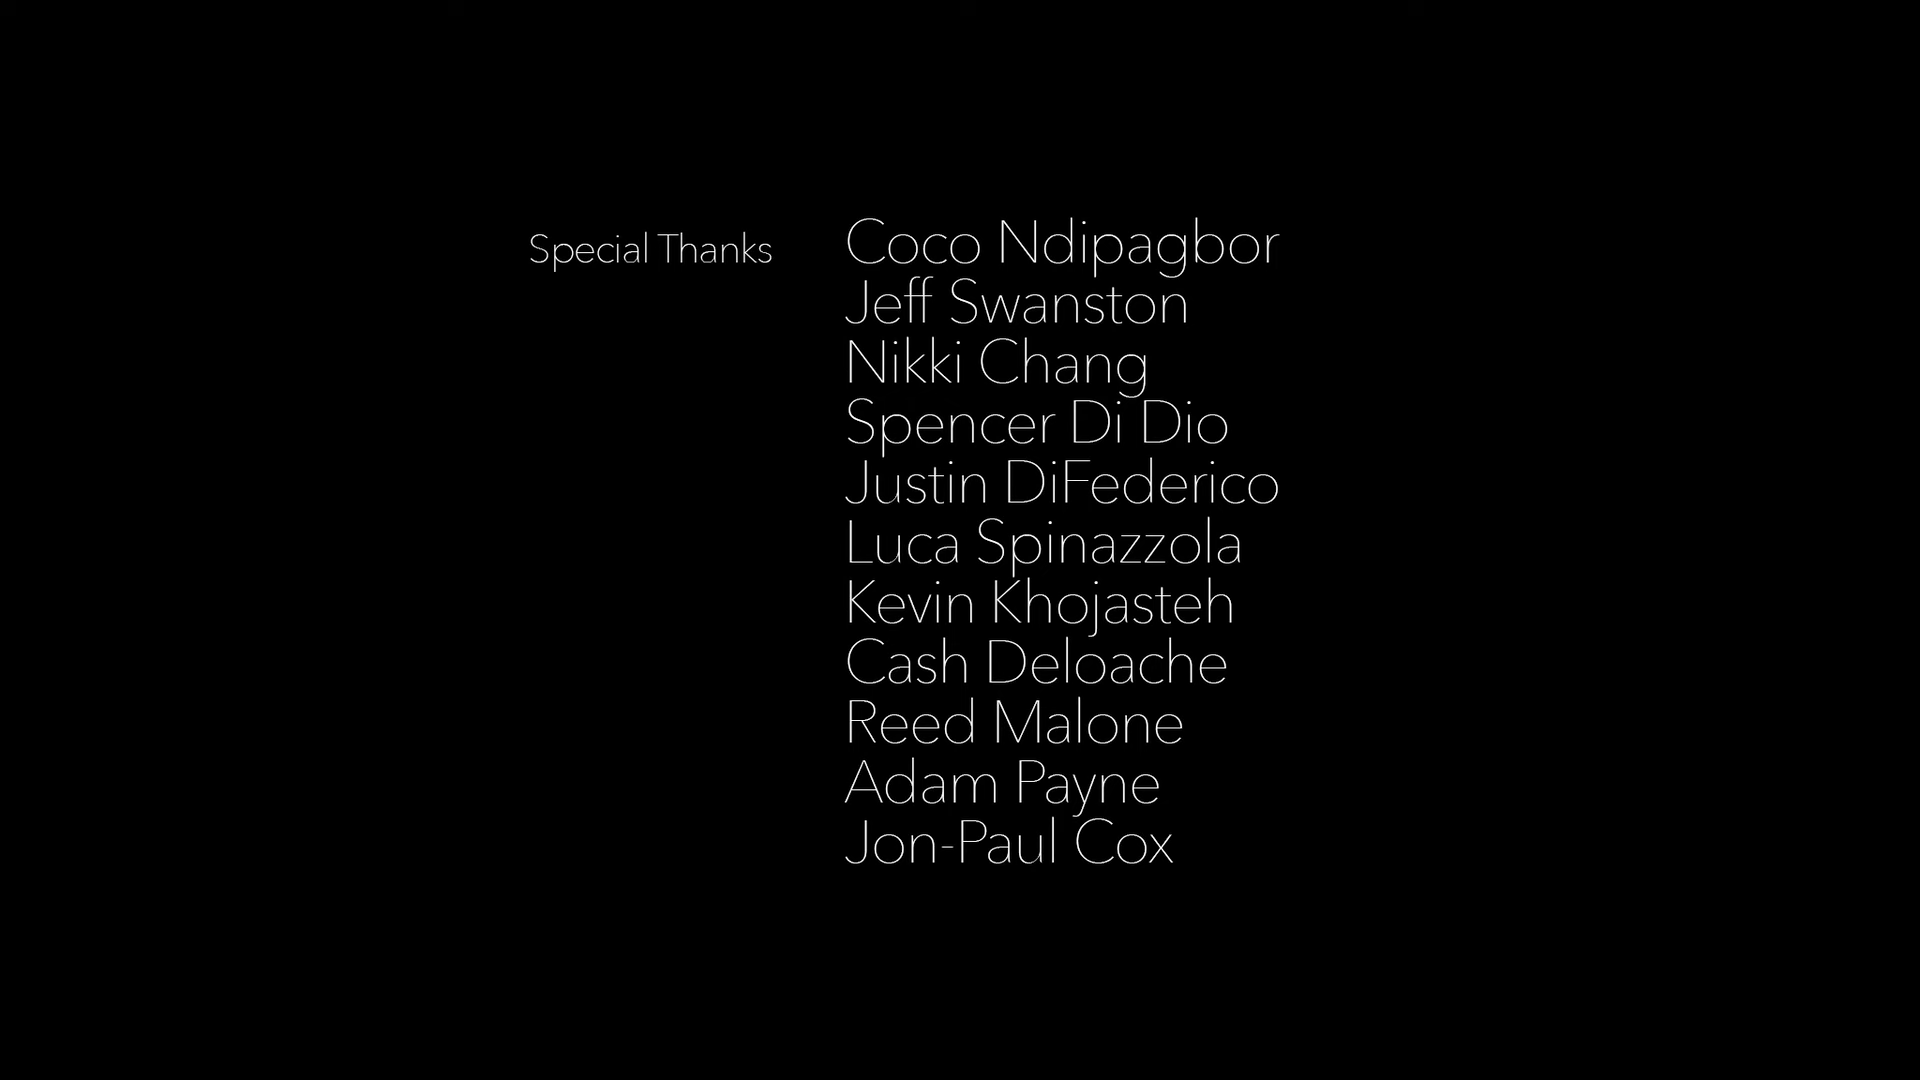 Special Thanks Coco Ndipagbor
Jeff Swanston
Nikki Chang
Spencer Di Dio
Justin DiFederico
Luca Spinazzola
Kevin Khojasteh
Cash Deloache
Reed Malone
Adam Payne
Jon-Paul Cox